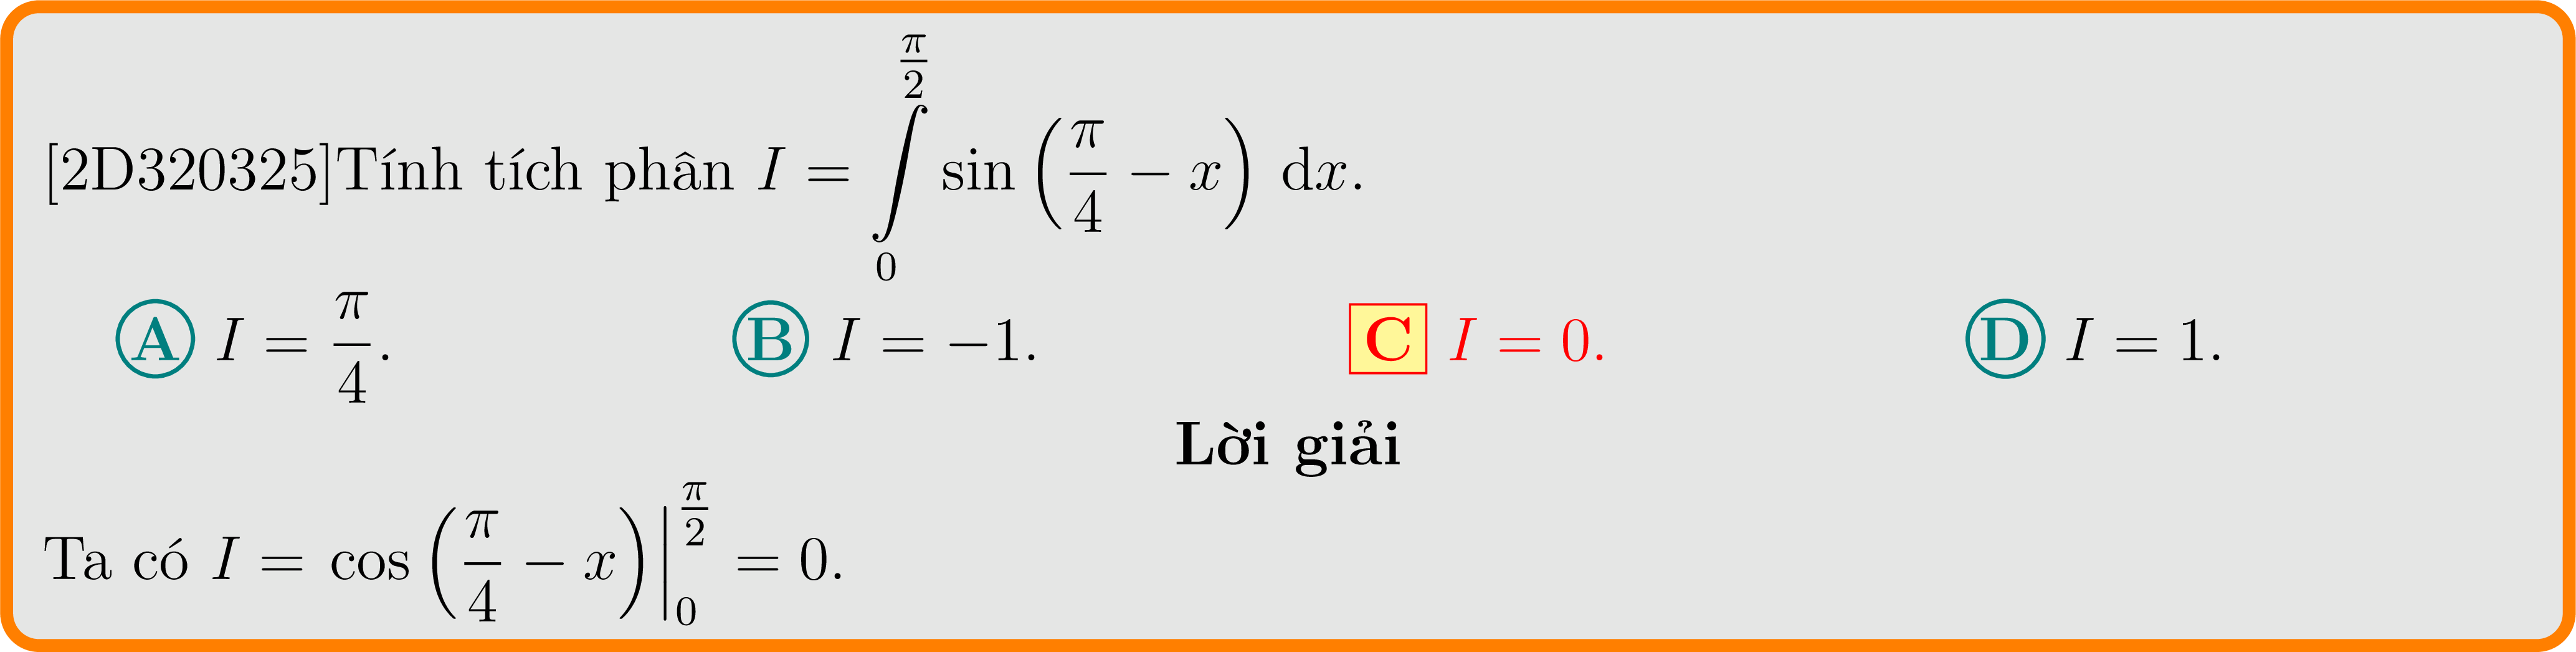 [2D320325]Tính tích phân $I = \int\limits_{0}^{\frac{\pi}{2}} \sin\left(\frac{\pi}{4} - x\right) \mathrm{d}x$.
A $I = \frac{\pi}{4}$. B $I = -1$. C $I = 0$. D $I = 1$.
Lời giải
Ta có $I = \cos\left(\frac{\pi}{4} - x\right)\Big|_{0}^{\frac{\pi}{2}} = 0$.